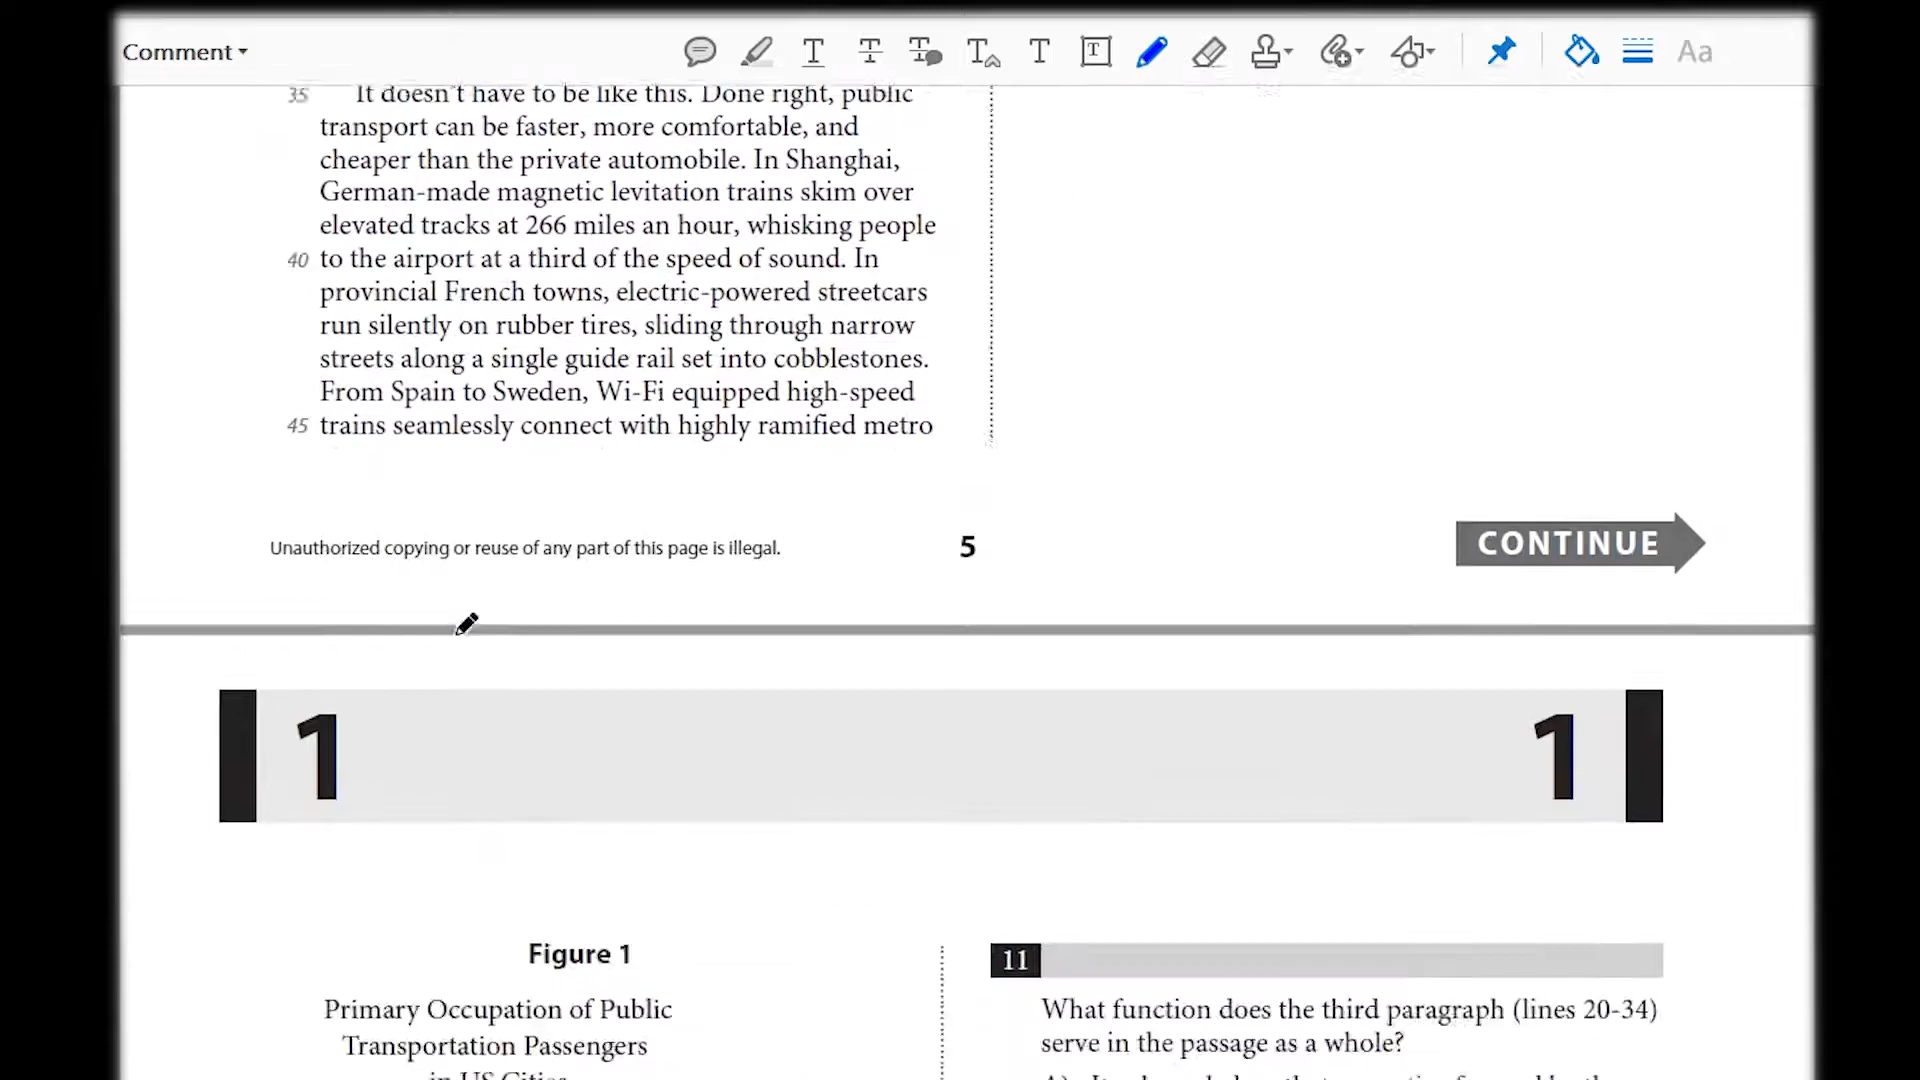 Comment
T T T T T T Aa
35 It doesn't have to be like this. Done right, public
transport can be faster, more comfortable, and
cheaper than the private automobile. In Shanghai,
German-made magnetic levitation trains skim over
elevated tracks at 266 miles an hour, whisking people
40 to the airport at a third of the speed of sound. In
provincial French towns, electric-powered streetcars
run silently on rubber tires, sliding through narrow
streets along a single guide rail set into cobblestones.
From Spain to Sweden, Wi-Fi equipped high-speed
45 trains seamlessly connect with highly ramified metro
Unauthorized copying or reuse of any part of this page is illegal.
5
CONTINUE
1
1
Figure 1
Primary Occupation of Public
Transportation Passengers
in US Cities
11
What function does the third paragraph (lines 20-34)
serve in the passage as a whole?